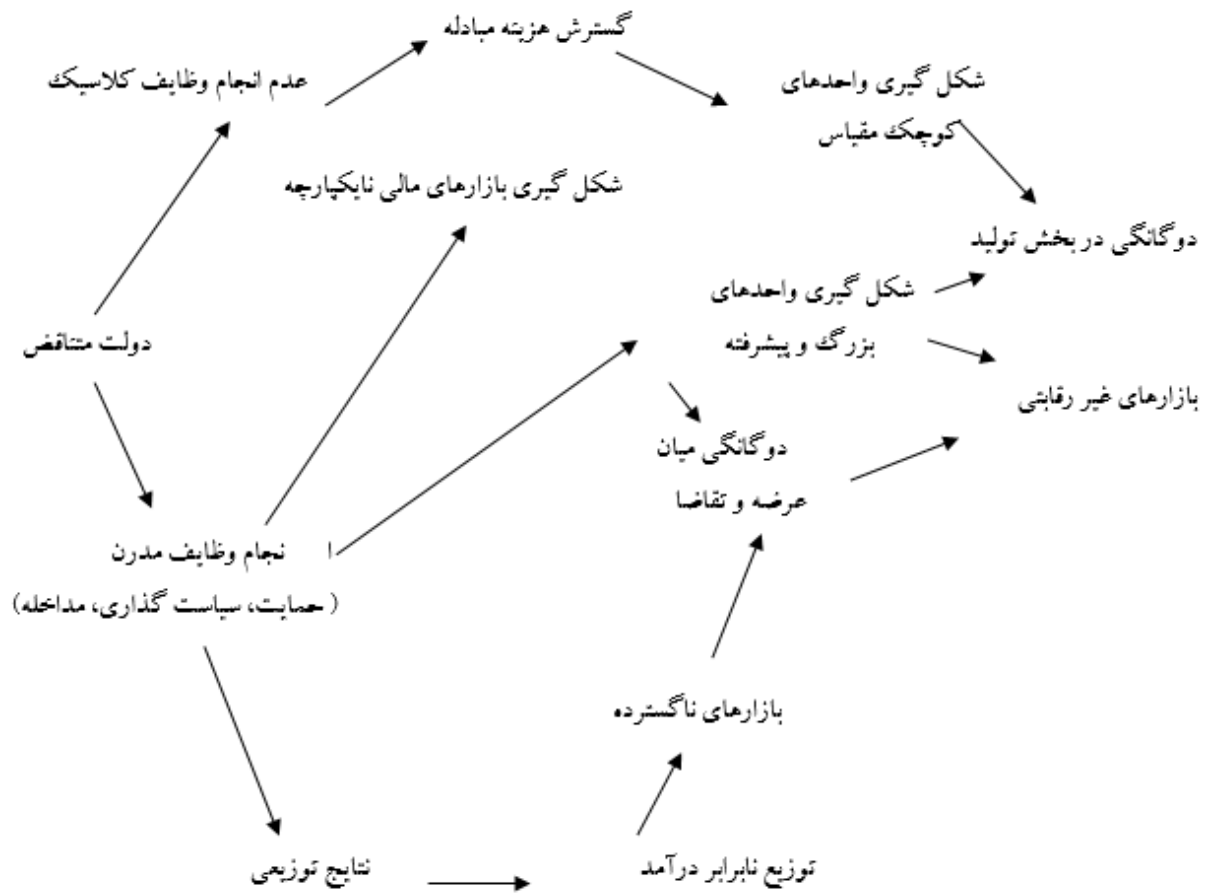 گسترش هزینه مبادله
عدم انجام وظایف کلاسیک
شکل گیری واحدهای
کوچک مقیاس
شکل گیری بازارهای مالی نایکپارچه
دوگانگی در بخش تولید
شکل گیری واحدهای
بزرگ و پیشرفته
دولت متناقض
بازارهای غیر رقابتی
دوگانگی میان
عرضه و تقاضا
ا نجام وظایف مدرن
(حمایت، سیاست گذاری، مداخله)
بازارهای ناگسترده
توزیع نابرابر درآمد
نتایج توزیعی